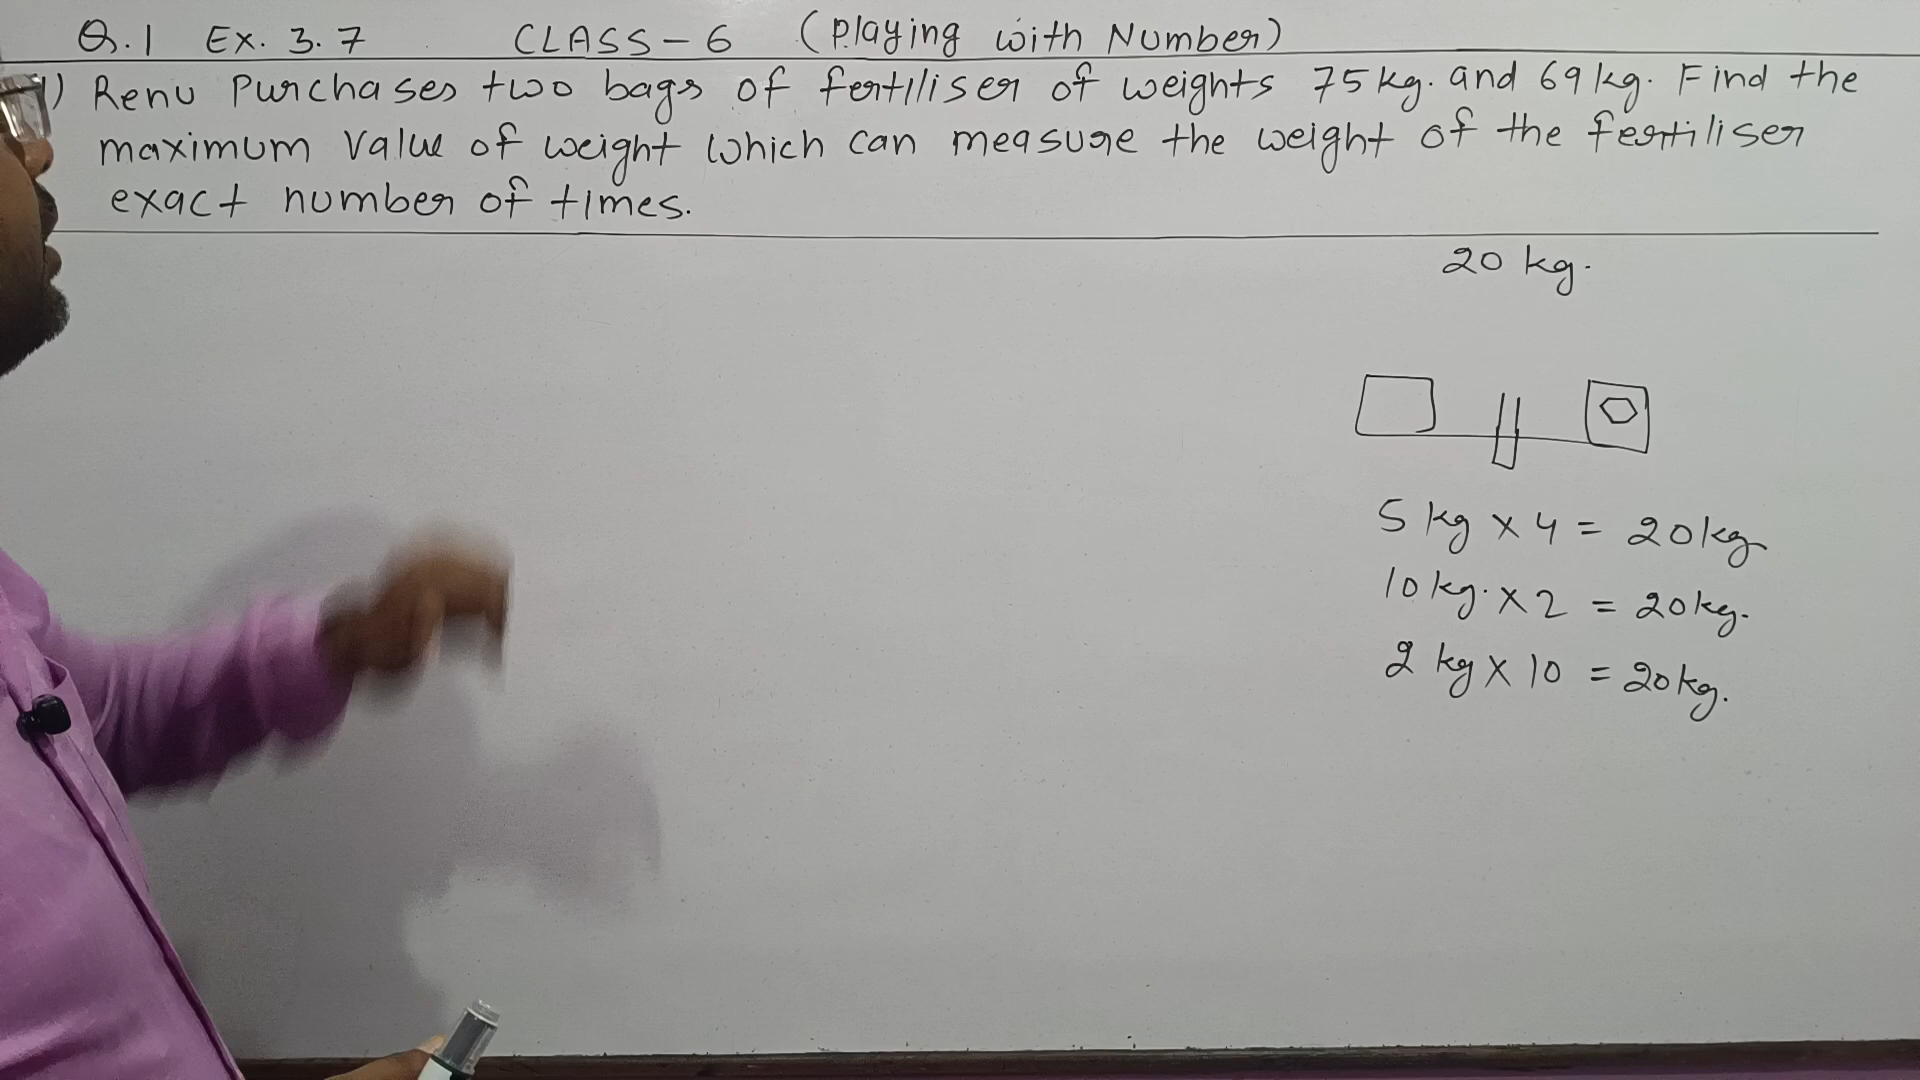 Q.1 Ex. 3.7 CLASS-6 (Playing with Number)
1) Renu Purchases two bags of fertiliser of weights 75 kg. and 69 kg. Find the
maximum value of weight which can measure the weight of the fertiliser
exact number of times.
20 kg.
5 kg × 4 = 20 kg
10 kg. × 2 = 20 kg.
2 kg × 10 = 20 kg.